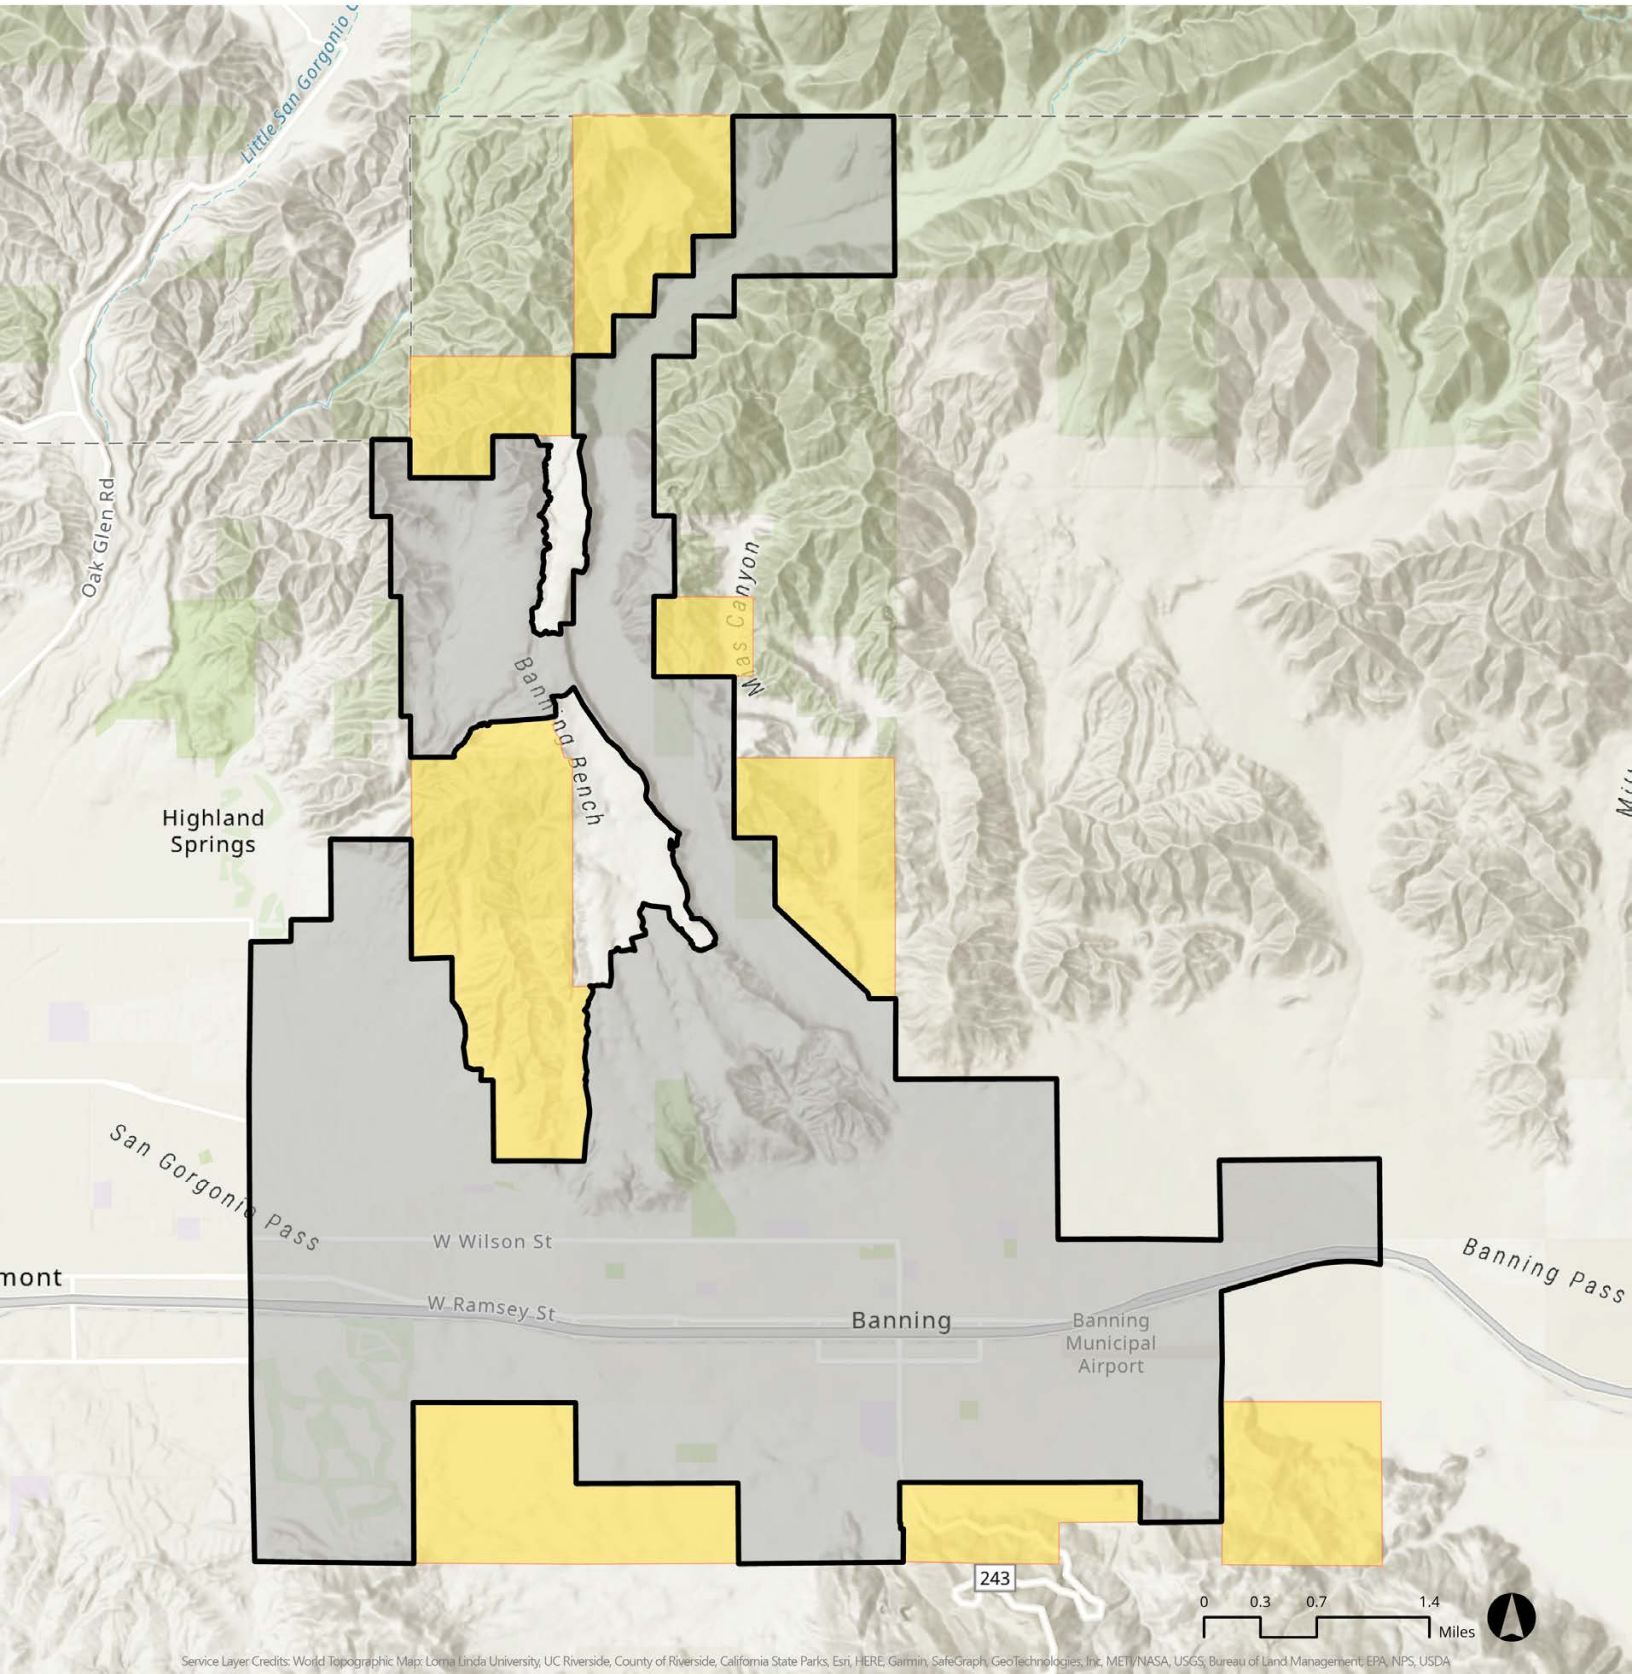 Little San Gorgonio C
Oak Glen Rd
Was Canyon
Banning Bench
Highland
Springs
San Gorgonio Pass
W Wilson St
mont
W Ramsey St
Banning
Banning
Municipal
Airport
Banning Pass
Mil
243
0 0.3 0.7 1.4
Miles
Service Layer Credits: World Topographic Map: Loma Linda University, UC Riverside, County of Riverside, California State Parks, Esri, HERE, Garmin, SafeGraph, GeoTechnologies, Inc, METI/NASA, USGS, Bureau of Land Management, EPA, NPS, USDA